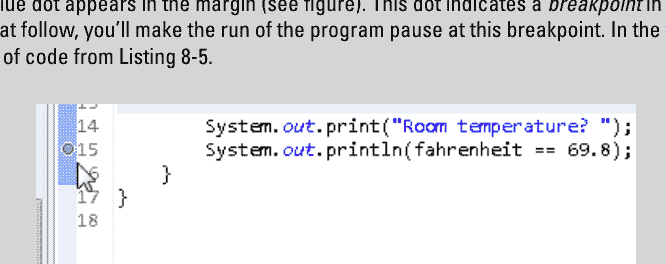 lue dot appears in the margin (see figure). This dot indicates a breakpoint in
at follow, you'll make the run of the program pause at this breakpoint. In the
of code from Listing 8-5.
14 System.out.print("Room temperature? ");
15 System.out.println(fahrenheit == 69.8);
}
17 }
18